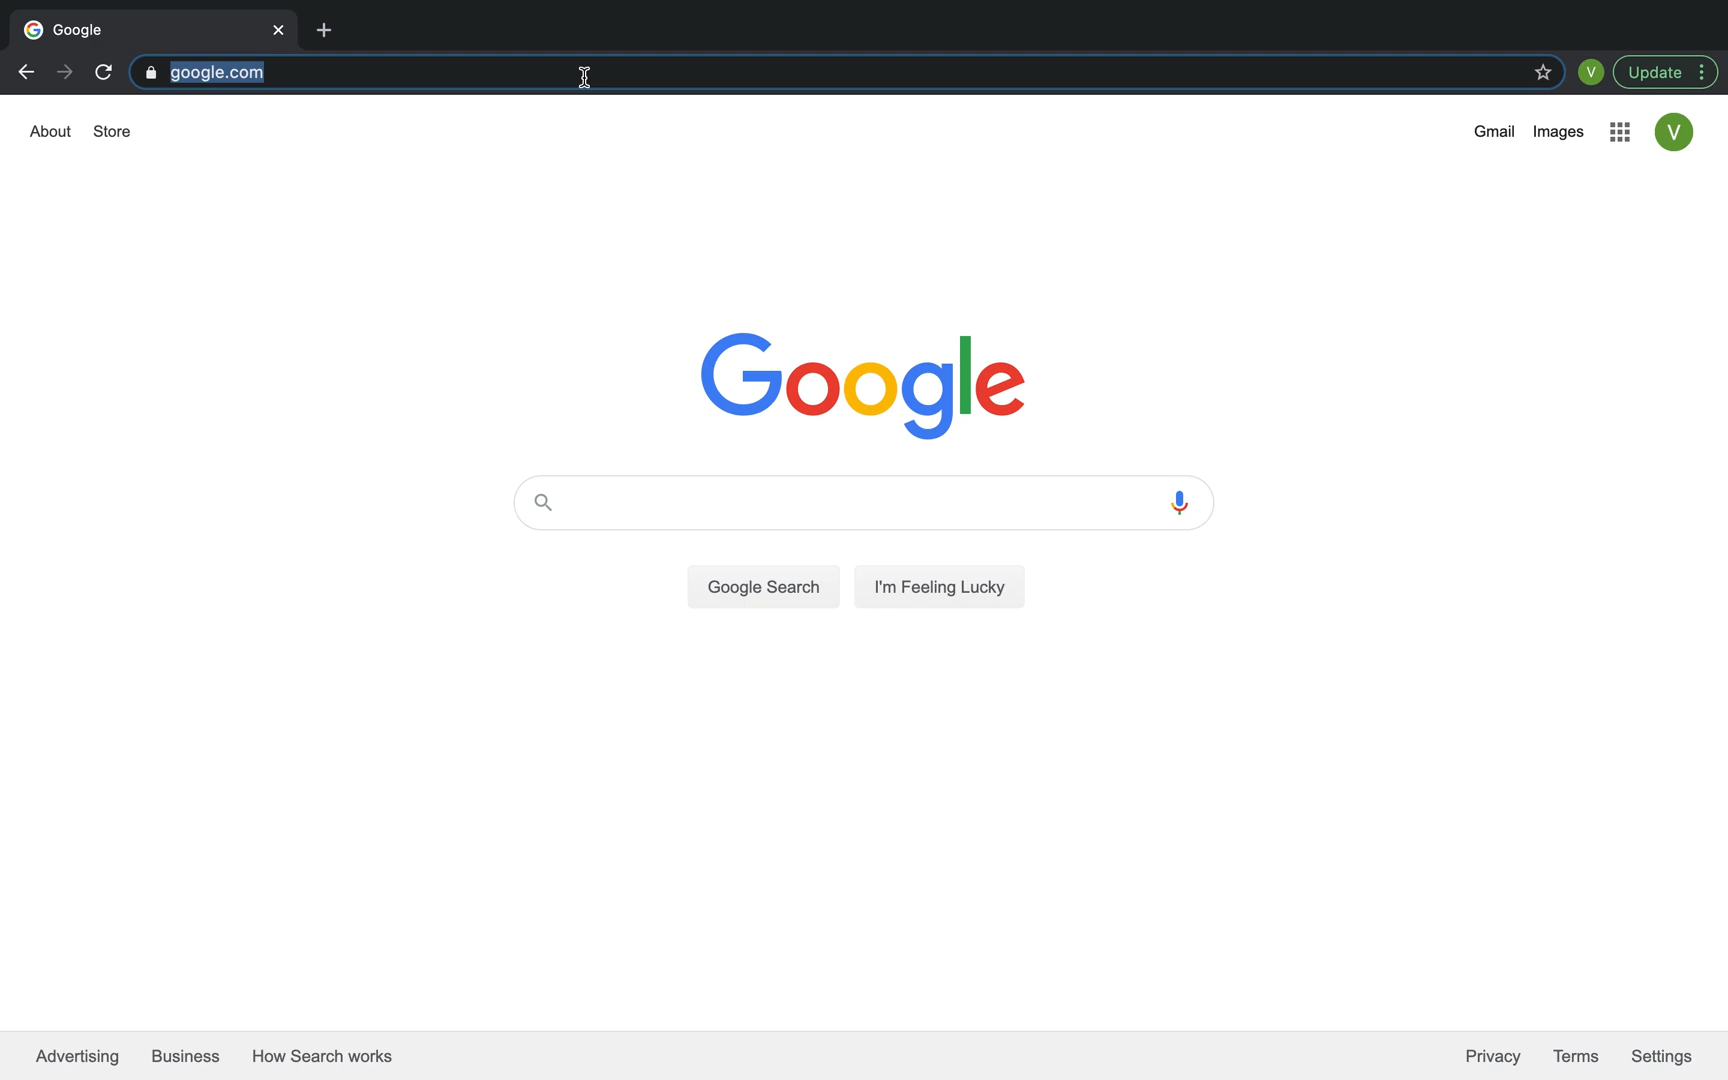 Google
google.com
V
Update
About Store
Gmail Images
V
Google
Google Search
I'm Feeling Lucky
Advertising Business How Search works
Privacy Terms Settings